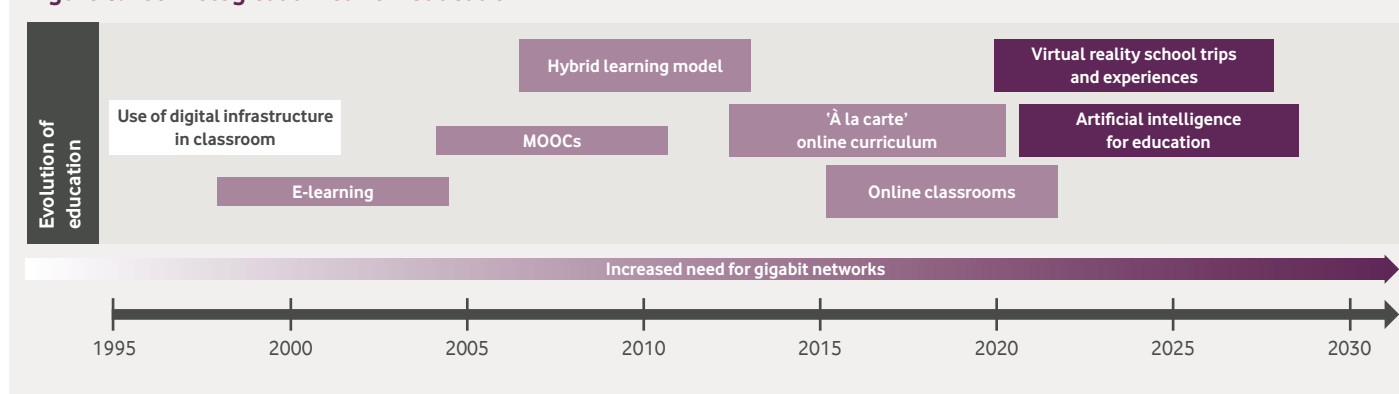 Evolution of
education
Use of digital infrastructure
in classroom
E-learning
MOOCs
Hybrid learning model
'À la carte'
online curriculum
Online classrooms
Virtual reality school trips
and experiences
Artificial intelligence
for education
Increased need for gigabit networks
1995 2000 2005 2010 2015 2020 2025 2030